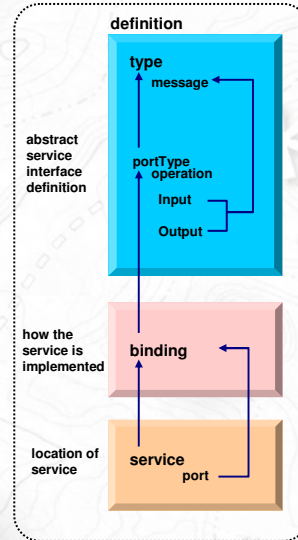 definition
type
message
abstract
service
interface
definition
portType
operation
Input
Output
how the
service is
implemented
binding
location of
service
service
port